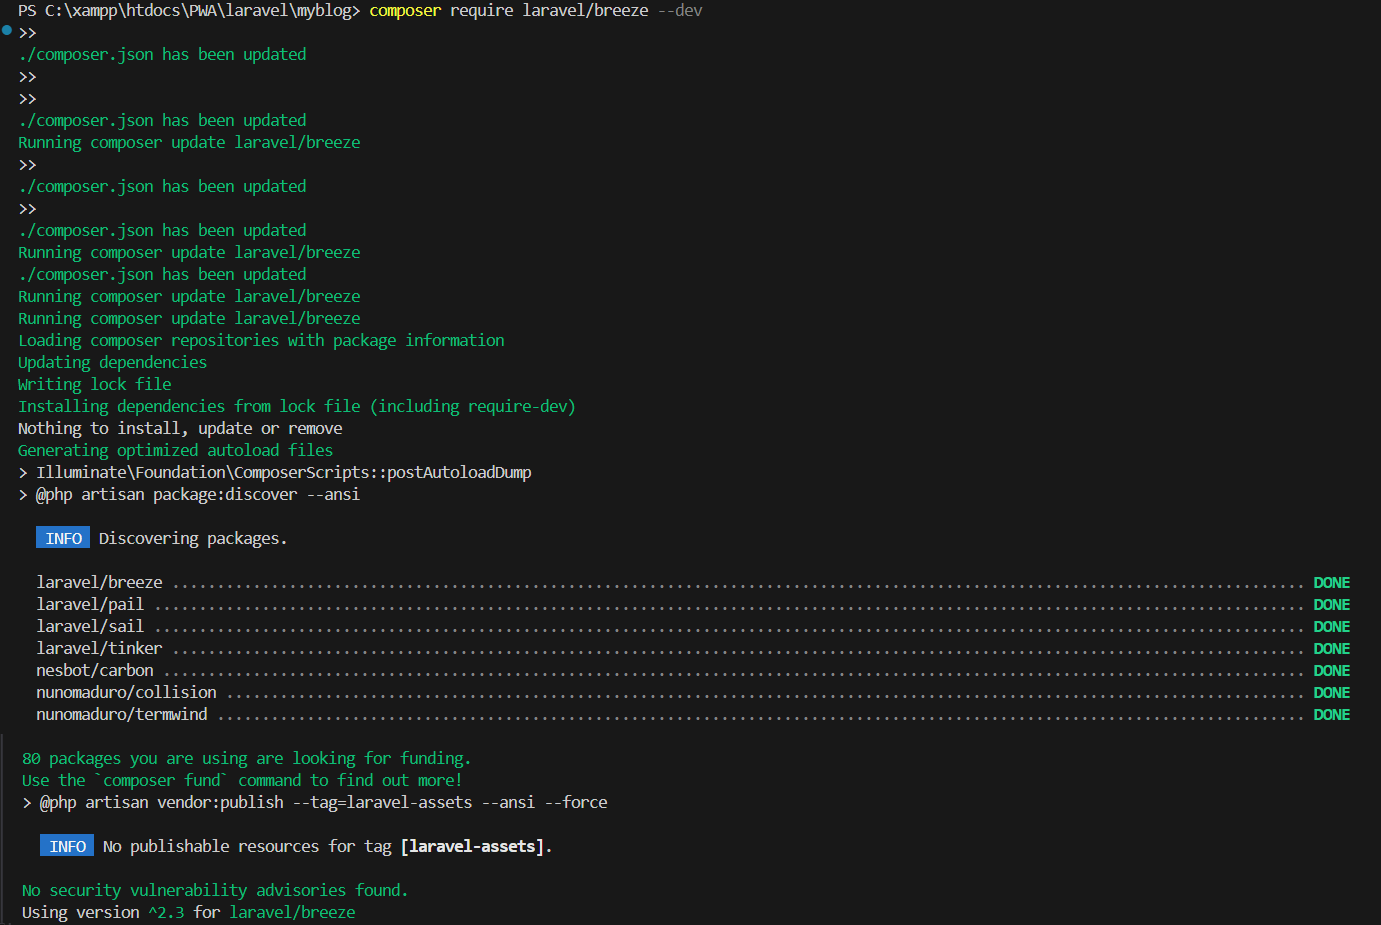 PS C:\xampp\htdocs\PWA\laravel\myblog> composer require laravel/breeze --dev
>>
./composer.json has been updated
>>
>>
./composer.json has been updated
Running composer update laravel/breeze
>>
./composer.json has been updated
>>
./composer.json has been updated
Running composer update laravel/breeze
./composer.json has been updated
Running composer update laravel/breeze
Running composer update laravel/breeze
Loading composer repositories with package information
Updating dependencies
Writing lock file
Installing dependencies from lock file (including require-dev)
Nothing to install, update or remove
Generating optimized autoload files
> Illuminate\Foundation\ComposerScripts::postAutoloadDump
> @php artisan package:discover --ansi
INFO Discovering packages.
laravel/breeze ............................................................................................................................. DONE
laravel/pail ............................................................................................................................... DONE
laravel/sail ............................................................................................................................... DONE
laravel/tinker ............................................................................................................................. DONE
nesbot/carbon .............................................................................................................................. DONE
nunomaduro/collision ....................................................................................................................... DONE
nunomaduro/termwind ........................................................................................................................ DONE
80 packages you are using are looking for funding.
Use the `composer fund` command to find out more!
> @php artisan vendor:publish --tag=laravel-assets --ansi --force
INFO No publishable resources for tag [laravel-assets].
No security vulnerability advisories found.
Using version ^2.3 for laravel/breeze